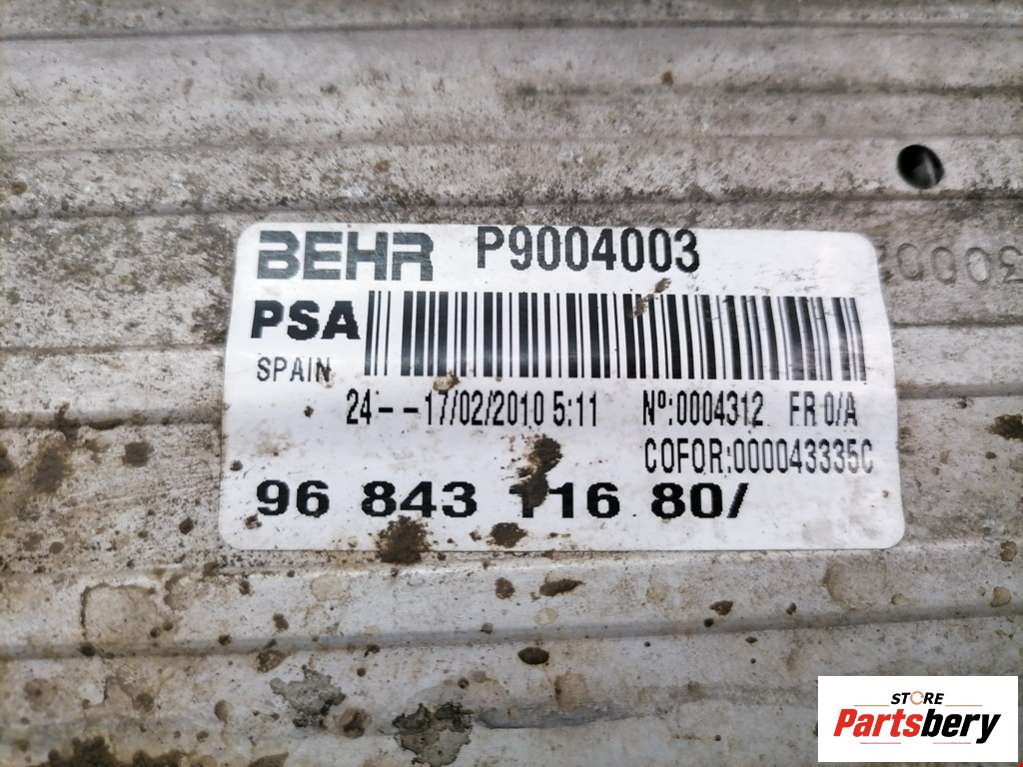 BEHR P9004003
PSA
SPAIN
24--17/02/2010 5:11 Nº:0004312 FR 0/A
COFOR:000043335C
96 843 116 80/
STORE
Partsbery